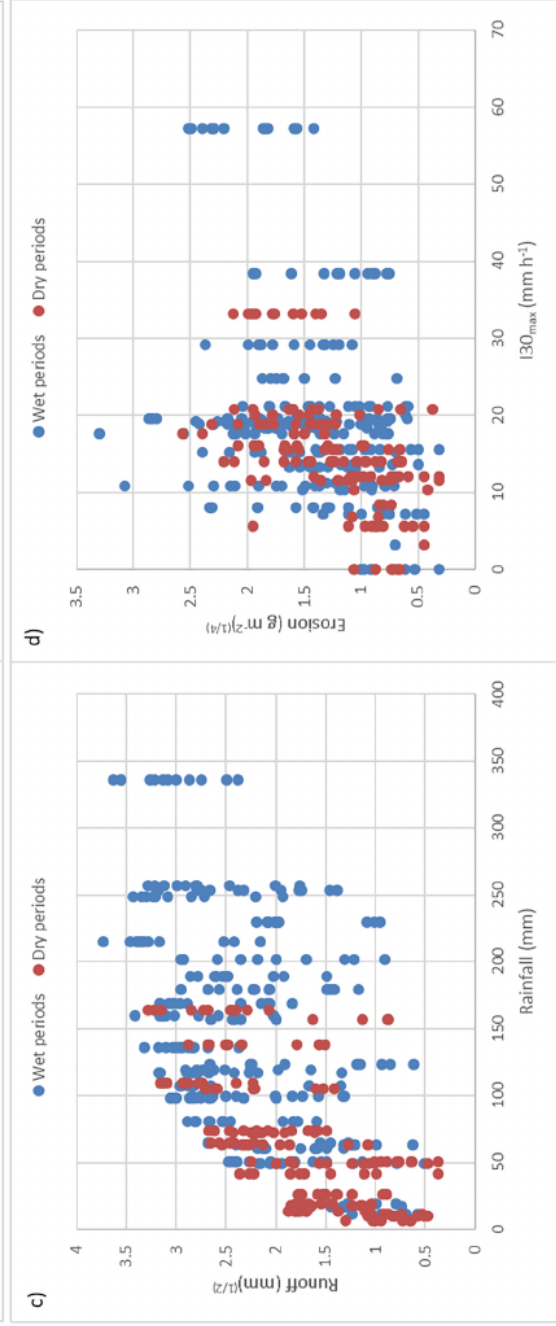 c)
Wet periods Dry periods
4
3.5
3
2.5
2
1.5
1
0.5
0
Runoff (mm)(1/2)
0 50 100 150 200 250 300 350 400
Rainfall (mm)
d)
Wet periods Dry periods
3.5
3
2.5
2
1.5
1
0.5
0
Erosion (g m-2)(1/4)
0 10 20 30 40 50 60 70
I30max (mm h-1)